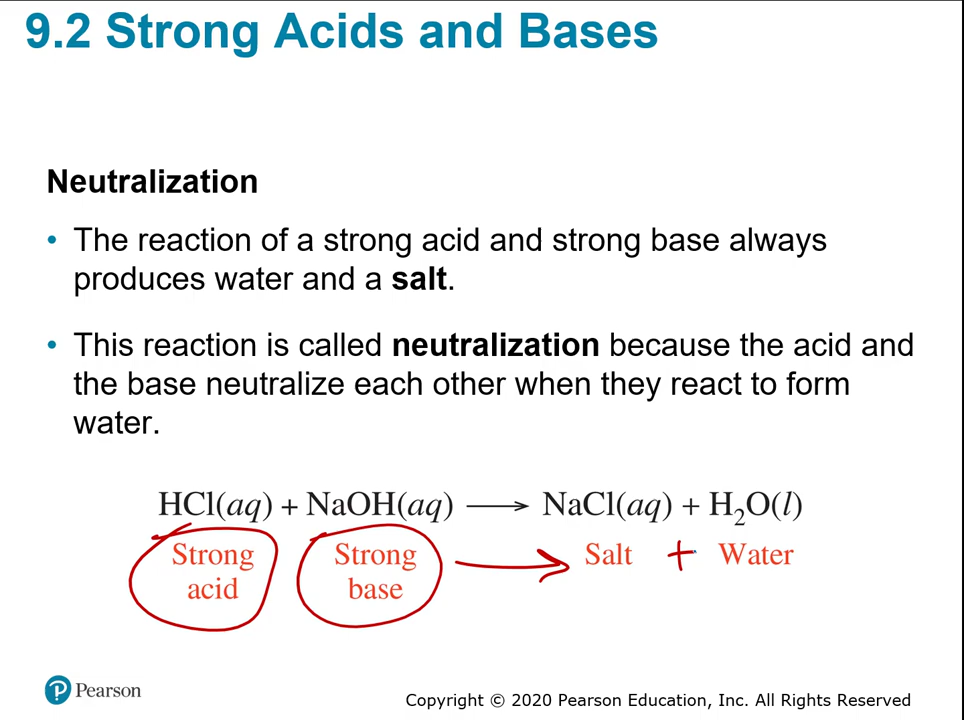 9.2 Strong Acids and Bases
Neutralization
• The reaction of a strong acid and strong base always
produces water and a salt.
• This reaction is called neutralization because the acid and
the base neutralize each other when they react to form
water.
HCl(aq) + NaOH(aq) ⟶ NaCl(aq) + H₂O(l)
Strong Strong → Salt + Water
acid base
Pearson
Copyright © 2020 Pearson Education, Inc. All Rights Reserved